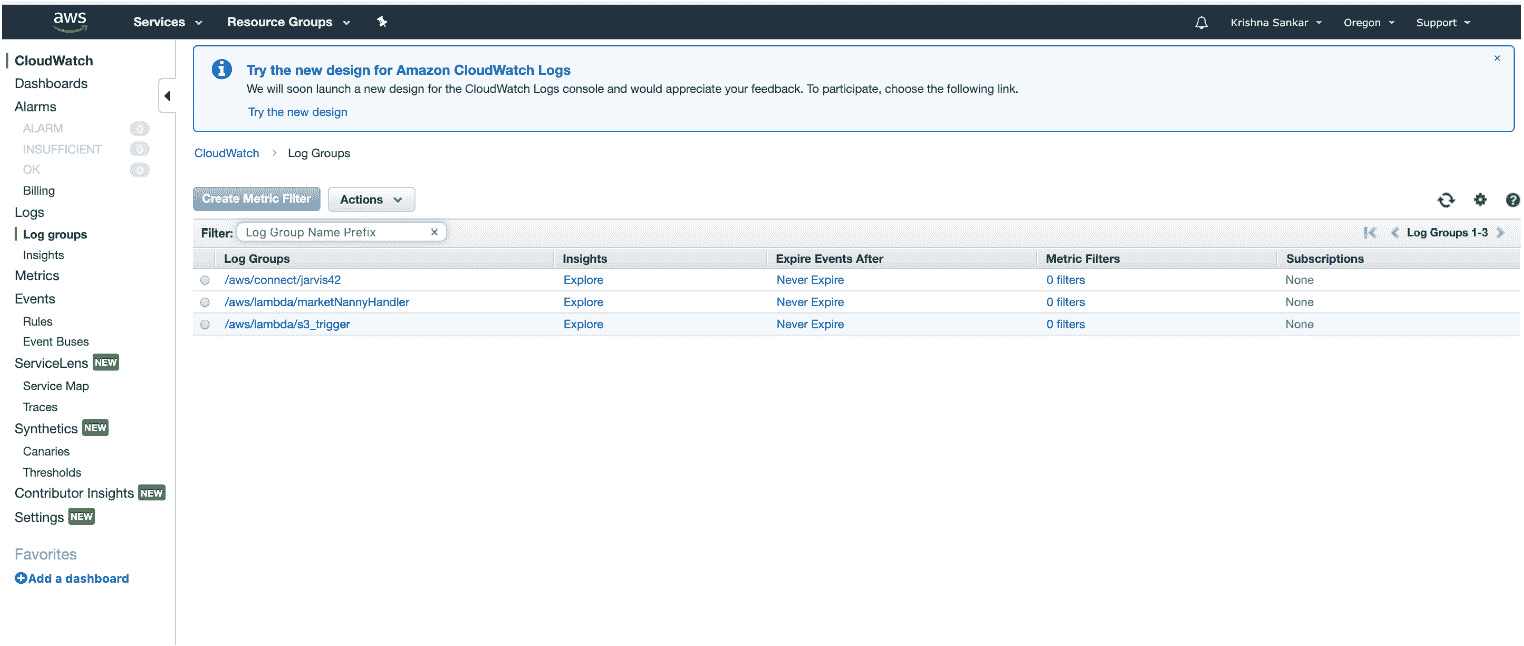 aws Services Resource Groups Krishna Sankar Oregon Support
CloudWatch
Dashboards
Alarms
ALARM
INSUFFICIENT
OK
Billing
Logs
Log groups
Insights
Metrics
Events
Rules
Event Buses
ServiceLens NEW
Service Map
Traces
Synthetics NEW
Canaries
Thresholds
Contributor Insights NEW
Settings NEW
Favorites
Add a dashboard
Try the new design for Amazon CloudWatch Logs
We will soon launch a new design for the CloudWatch Logs console and would appreciate your feedback. To participate, choose the following link.
Try the new design
CloudWatch > Log Groups
Create Metric Filter Actions
Filter: Log Group Name Prefix × Log Groups 1-3
Log Groups Insights Expire Events After Metric Filters Subscriptions
/aws/connect/jarvis42 Explore Never Expire 0 filters None
/aws/lambda/marketNannyHandler Explore Never Expire 0 filters None
/aws/lambda/s3_trigger Explore Never Expire 0 filters None